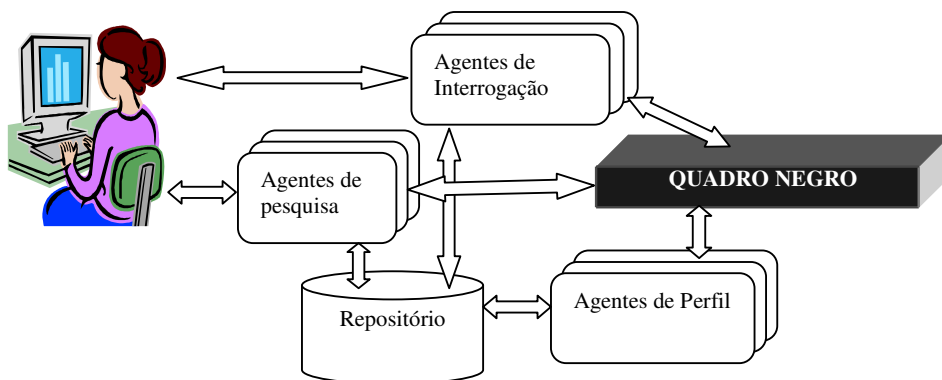 Agentes de
Interrogação
Agentes de
pesquisa
QUADRO NEGRO
Repositório
Agentes de Perfil